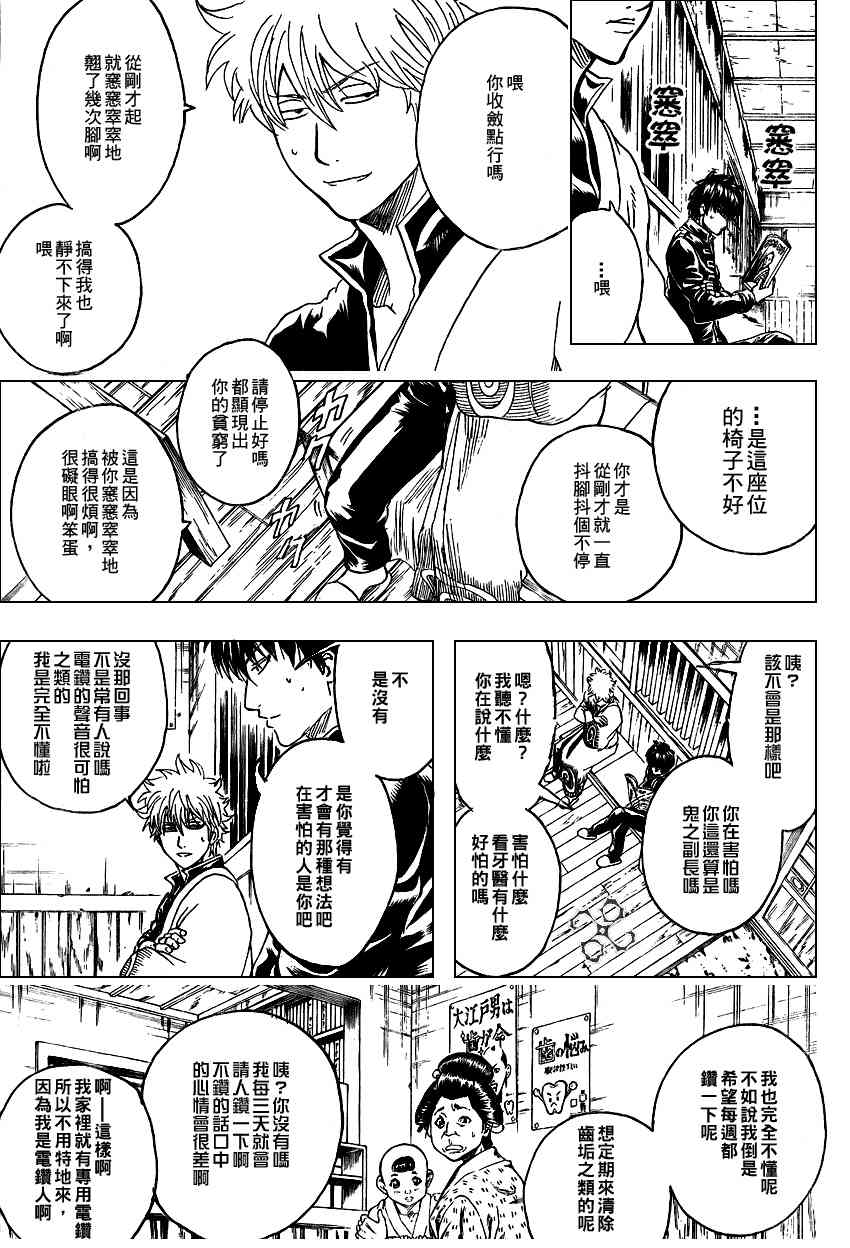 窸窣
窸窣
…喂
喂
你收斂點行嗎
從剛才起
就窸窸窣窣地
翹了幾次腳啊
搞得我也
靜不下來了啊
喂
…是這座位
的椅子不好
你才是
從剛才就一直
抖腳抖個不停
請停止好嗎
都顯現出
你的貧窮了
カタ
カタ
這是因為
被你窸窸窣窣地
搞得很煩啊，
很礙眼啊笨蛋
咦？
該不會是那樣吧
你在害怕嗎
你這還算是
鬼之副長嗎
嗯？什麼？
我聽不懂
你在說什麼
害怕什麼
看牙醫有什麼
好怕的嗎
不
是沒有
是你覺得有
才會有那種想法吧
在害怕的人是你吧
沒那回事
不是常有人說嗎
電鑽的聲音很可怕
之類的
我是完全不懂啦
我也完全不懂呢
不如說我倒是
希望每週都
鑽一下呢
想定期來清除
齒垢之類的呢
歯の悩み
大江戸男は
歯が命
咦？你沒有嗎
我每三天就會
請人鑽一下啊
不鑽的話口中
的心情會很差啊
啊——這樣啊
我家裡就有專用電鑽
所以不用特地來，
因為我是電鑽人啊